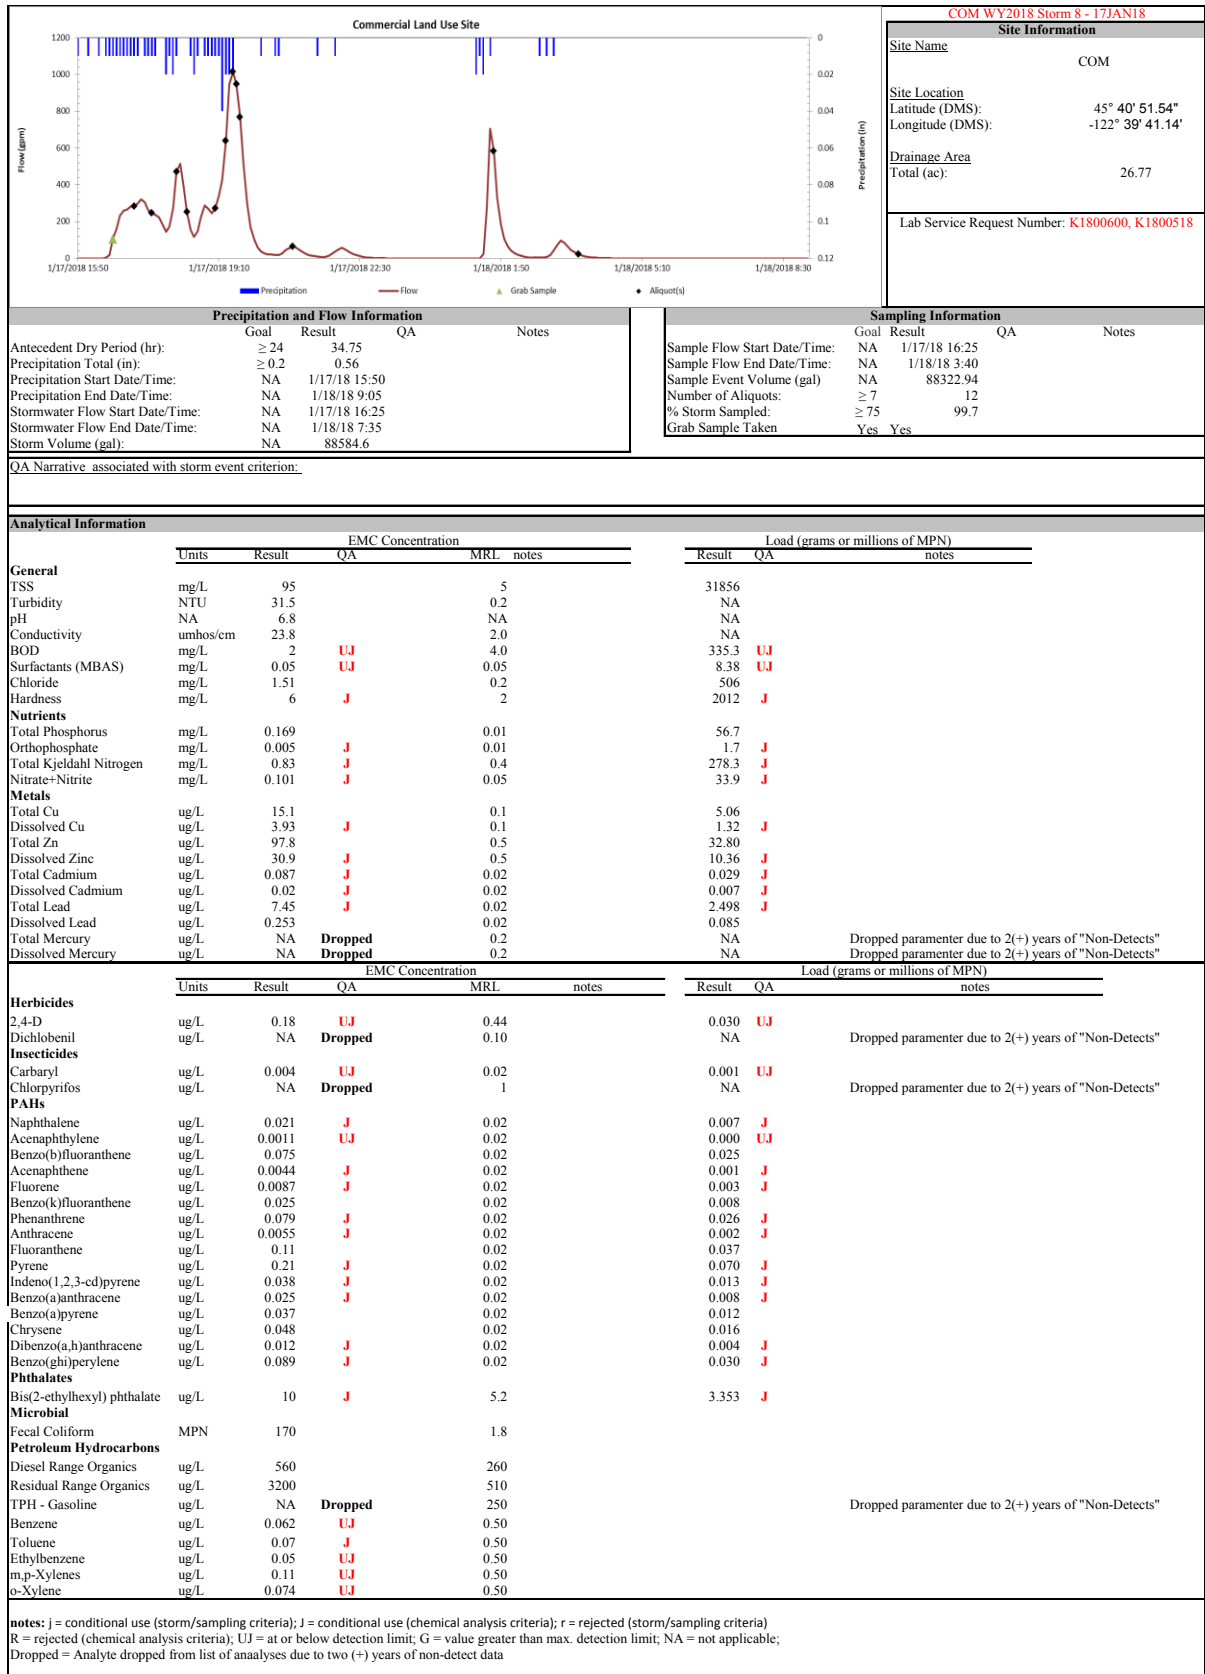 COM WY2018 Storm 8 - 17JAN18
Commercial Land Use Site
1200
1000
800
600
400
200
0
Flow (gpm)
0
0.02
0.04
0.06
0.08
0.1
0.12
Precipitation (in)
1/17/2018 15:50 1/17/2018 19:10 1/17/2018 22:30 1/18/2018 1:50 1/18/2018 5:10 1/18/2018 8:30
Precipitation Flow Grab Sample Aliquot(s)
Site Information
Site Name
COM
Site Location
Latitude (DMS): 45° 40' 51.54"
Longitude (DMS): -122° 39' 41.14'
Drainage Area
Total (ac): 26.77
Lab Service Request Number: K1800600, K1800518
Precipitation and Flow Information
Goal Result QA Notes
Antecedent Dry Period (hr): ≥ 24 34.75
Precipitation Total (in): ≥ 0.2 0.56
Precipitation Start Date/Time: NA 1/17/18 15:50
Precipitation End Date/Time: NA 1/18/18 9:05
Stormwater Flow Start Date/Time: NA 1/17/18 16:25
Stormwater Flow End Date/Time: NA 1/18/18 7:35
Storm Volume (gal): NA 88584.6
Sampling Information
Goal Result QA Notes
Sample Flow Start Date/Time: NA 1/17/18 16:25
Sample Flow End Date/Time: NA 1/18/18 3:40
Sample Event Volume (gal) NA 88322.94
Number of Aliquots: ≥ 7 12
% Storm Sampled: ≥ 75 99.7
Grab Sample Taken Yes Yes
QA Narrative associated with storm event criterion:
Analytical Information
EMC Concentration Load (grams or millions of MPN)
Units Result QA MRL notes Result QA notes
General
TSS mg/L 95 5 31856
Turbidity NTU 31.5 0.2 NA
pH NA 6.8 NA NA
Conductivity umhos/cm 23.8 2.0 NA
BOD mg/L 2 UJ 4.0 335.3 UJ
Surfactants (MBAS) mg/L 0.05 UJ 0.05 8.38 UJ
Chloride mg/L 1.51 0.2 506
Hardness mg/L 6 J 2 2012 J
Nutrients
Total Phosphorus mg/L 0.169 0.01 56.7
Orthophosphate mg/L 0.005 J 0.01 1.7 J
Total Kjeldahl Nitrogen mg/L 0.83 J 0.4 278.3 J
Nitrate+Nitrite mg/L 0.101 J 0.05 33.9 J
Metals
Total Cu ug/L 15.1 0.1 5.06
Dissolved Cu ug/L 3.93 J 0.1 1.32 J
Total Zn ug/L 97.8 0.5 32.80
Dissolved Zinc ug/L 30.9 J 0.5 10.36 J
Total Cadmium ug/L 0.087 J 0.02 0.029 J
Dissolved Cadmium ug/L 0.02 J 0.02 0.007 J
Total Lead ug/L 7.45 J 0.02 2.498 J
Dissolved Lead ug/L 0.253 0.02 0.085
Total Mercury ug/L NA Dropped 0.2 NA Dropped paramenter due to 2(+) years of "Non-Detects"
Dissolved Mercury ug/L NA Dropped 0.2 NA Dropped paramenter due to 2(+) years of "Non-Detects"
EMC Concentration Load (grams or millions of MPN)
Units Result QA MRL notes Result QA notes
Herbicides
2,4-D ug/L 0.18 UJ 0.44 0.030 UJ
Dichlobenil ug/L NA Dropped 0.10 NA Dropped paramenter due to 2(+) years of "Non-Detects"
Insecticides
Carbaryl ug/L 0.004 UJ 0.02 0.001 UJ
Chlorpyrifos ug/L NA Dropped 1 NA Dropped paramenter due to 2(+) years of "Non-Detects"
PAHs
Naphthalene ug/L 0.021 J 0.02 0.007 J
Acenaphthylene ug/L 0.0011 UJ 0.02 0.000 UJ
Benzo(b)fluoranthene ug/L 0.075 0.02 0.025
Acenaphthene ug/L 0.0044 J 0.02 0.001 J
Fluorene ug/L 0.0087 J 0.02 0.003 J
Benzo(k)fluoranthene ug/L 0.025 0.02 0.008
Phenanthrene ug/L 0.079 J 0.02 0.026 J
Anthracene ug/L 0.0055 J 0.02 0.002 J
Fluoranthene ug/L 0.11 0.02 0.037
Pyrene ug/L 0.21 J 0.02 0.070 J
Indeno(1,2,3-cd)pyrene ug/L 0.038 J 0.02 0.013 J
Benzo(a)anthracene ug/L 0.025 J 0.02 0.008 J
Benzo(a)pyrene ug/L 0.037 0.02 0.012
Chrysene ug/L 0.048 0.02 0.016
Dibenzo(a,h)anthracene ug/L 0.012 J 0.02 0.004 J
Benzo(ghi)perylene ug/L 0.089 J 0.02 0.030 J
Phthalates
Bis(2-ethylhexyl) phthalate ug/L 10 J 5.2 3.353 J
Microbial
Fecal Coliform MPN 170 1.8
Petroleum Hydrocarbons
Diesel Range Organics ug/L 560 260
Residual Range Organics ug/L 3200 510
TPH - Gasoline ug/L NA Dropped 250 Dropped paramenter due to 2(+) years of "Non-Detects"
Benzene ug/L 0.062 UJ 0.50
Toluene ug/L 0.07 J 0.50
Ethylbenzene ug/L 0.05 UJ 0.50
m,p-Xylenes ug/L 0.11 UJ 0.50
o-Xylene ug/L 0.074 UJ 0.50
notes: j = conditional use (storm/sampling criteria); J = conditional use (chemical analysis criteria); r = rejected (storm/sampling criteria)
R = rejected (chemical analysis criteria); UJ = at or below detection limit; G = value greater than max. detection limit; NA = not applicable;
Dropped = Analyte dropped from list of anaalyses due to two (+) years of non-detect data